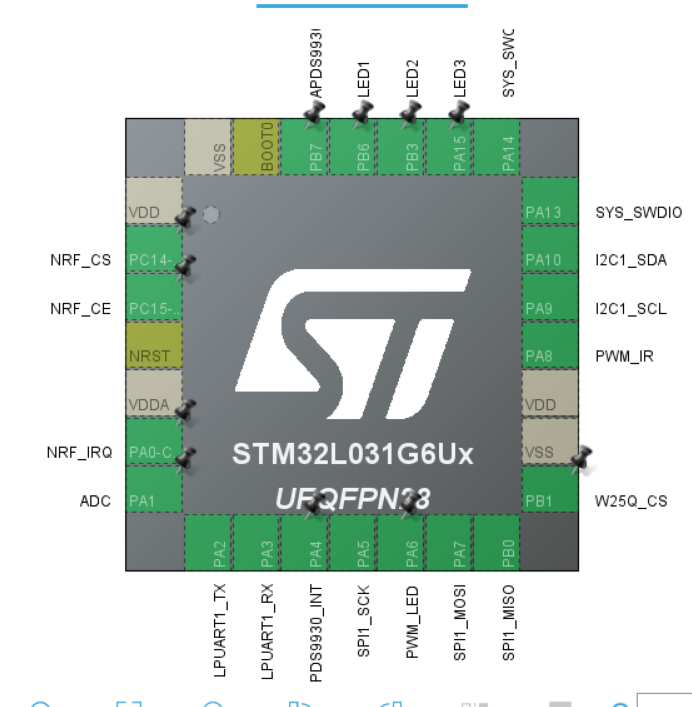 APDS9930
LED1
LED2
LED3
SYS_SWC
VSS
BOOT0
PB7
PB6
PB3
PA15
PA14
VDD
NRF_CS PC14-..
NRF_CE PC15-..
NRST
VDDA
NRF_IRQ PA0-C..
ADC PA1
PA13 SYS_SWDIO
PA10 I2C1_SDA
PA9 I2C1_SCL
PA8 PWM_IR
VDD
VSS
PB1 W25Q_CS
STM32L031G6Ux
UFQFPN28
PA2
PA3
PA4
PA5
PA6
PA7
PB0
LPUART1_TX
LPUART1_RX
PDS9930_INT
SPI1_SCK
PWM_LED
SPI1_MOSI
SPI1_MISO